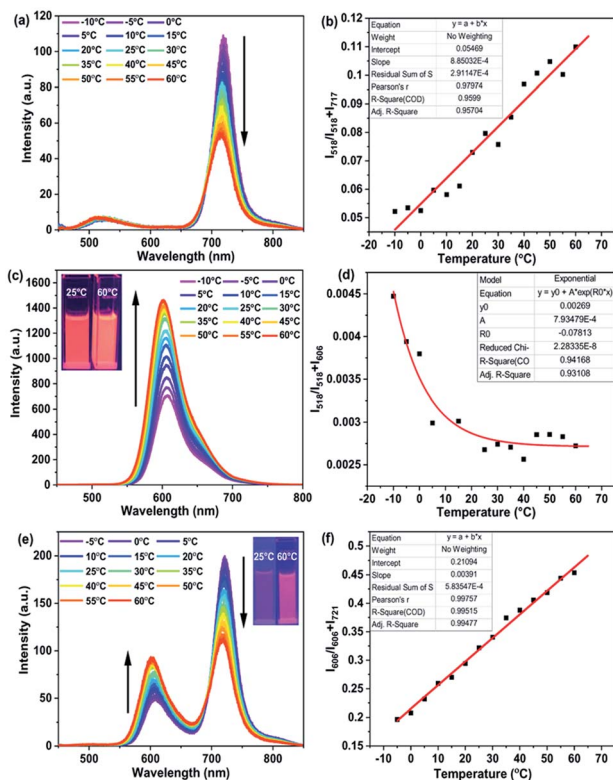 (a)
120
100
80
60
40
20
0
Intensity (a.u.)
-10°C -5°C 0°C
5°C 10°C 15°C
20°C 25°C 30°C
35°C 40°C 45°C
50°C 55°C 60°C
500 600 700 800
Wavelength (nm)
(b)
0.12
0.11
0.10
0.09
0.08
0.07
0.06
0.05
0.04
I518/I518+I717
Equation y = a + b*x
Weight No Weighting
Intercept 0.05469
Slope 8.85032E-4
Residual Sum of S 2.91147E-4
Pearson's r 0.97974
R-Square(COD) 0.9599
Adj. R-Square 0.95704
-20 -10 0 10 20 30 40 50 60 70
Temperature (°C)
(c)
1600
1400
1200
1000
800
600
400
200
0
Intensity (a.u.)
25°C 60°C
-10°C -5°C 0°C
5°C 10°C 15°C
20°C 25°C 30°C
35°C 40°C 45°C
50°C 55°C 60°C
500 600 700 800
Wavelength (nm)
(d)
0.0045
0.004
0.0035
0.003
0.0025
I518/I518+I606
Model Exponential
Equation y = y0 + A*exp(R0*x)
y0 0.00269
A 7.93479E-4
R0 -0.07813
Reduced Chi- 2.28335E-8
R-Square(CO 0.94168
Adj. R-Square 0.93108
-20 -10 0 10 20 30 40 50 60 70
Temperature (°C)
(e)
200
150
100
50
0
Intensity (a.u.)
-5°C 0°C 5°C
10°C 15°C 20°C
25°C 30°C 35°C
40°C 45°C 50°C
55°C 60°C
25°C 60°C
500 600 700 800
Wavelength (nm)
(f)
0.5
0.45
0.4
0.35
0.3
0.25
0.2
0.15
I606/I606+I721
Equation y = a + b*x
Weight No Weighting
Intercept 0.21094
Slope 0.00391
Residual Sum of S 5.83547E-4
Pearson's r 0.99757
R-Square(COD) 0.99515
Adj. R-Square 0.99477
-10 0 10 20 30 40 50 60 70
Temperature (°C)